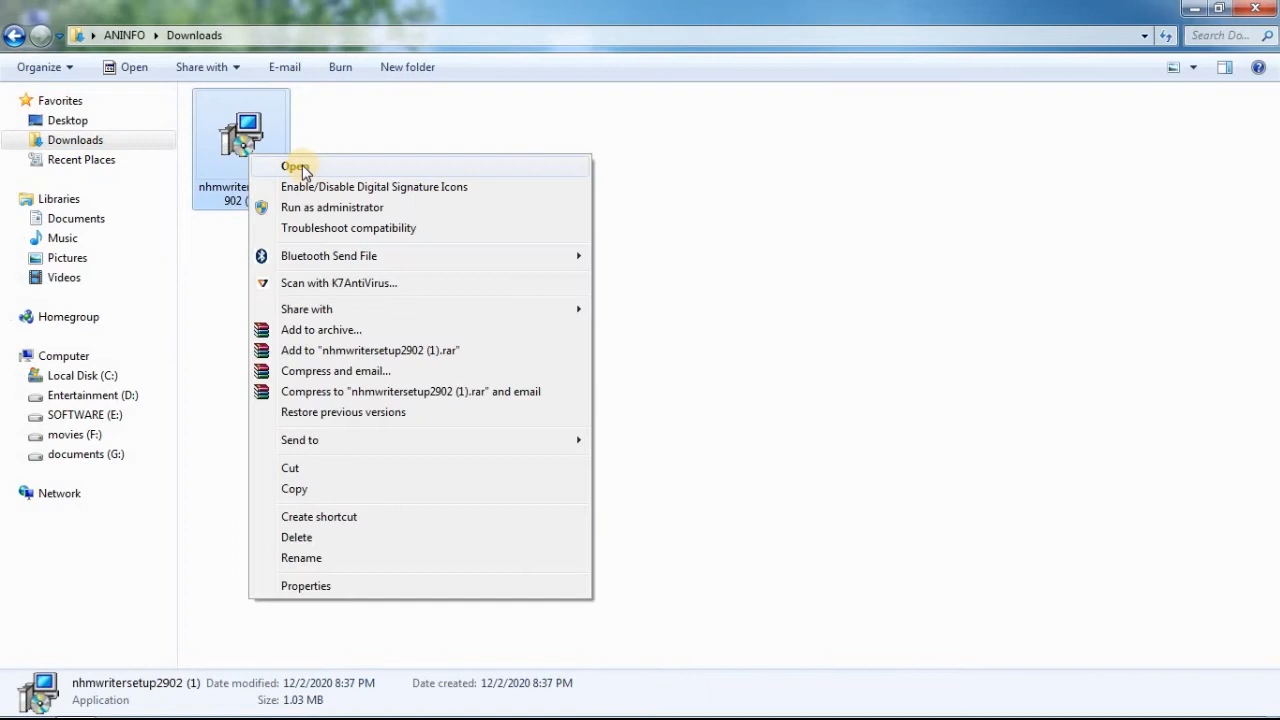 ANINFO
Downloads
Search Do...
Organize
Open
Share with
E-mail
Burn
New folder
Favorites
Desktop
Downloads
Recent Places
Libraries
Documents
Music
Pictures
Videos
Homegroup
Computer
Local Disk (C:)
Entertainment (D:)
SOFTWARE (E:)
movies (F:)
documents (G:)
Network
902 (
Open
Enable/Disable Digital Signature Icons
Run as administrator
Troubleshoot compatibility
Bluetooth Send File
Scan with K7AntiVirus...
Share with
Add to archive...
Add to "nhmwritersetup2902 (1).rar"
Compress and email...
Compress to "nhmwritersetup2902 (1).rar" and email
Restore previous versions
Send to
Cut
Copy
Create shortcut
Delete
Rename
Properties
nhmwritersetup2902 (1) Date modified: 12/2/2020 8:37 PM Date created: 12/2/2020 8:37 PM
Application Size: 1.03 MB